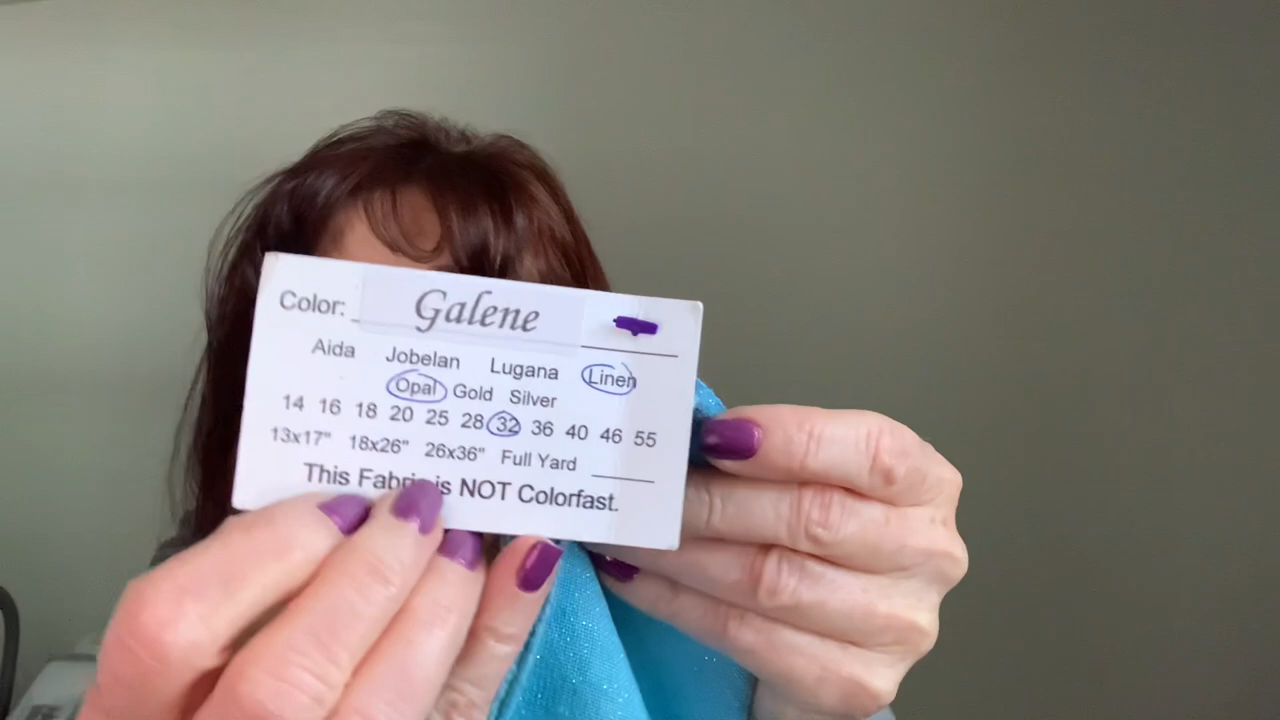 Color: Galene
Aida Jobelan Lugana Linen
Opal Gold Silver
14 16 18 20 25 28 32 36 40 46 55
13x17" 18x26" 26x36" Full Yard
This Fabric is NOT Colorfast.